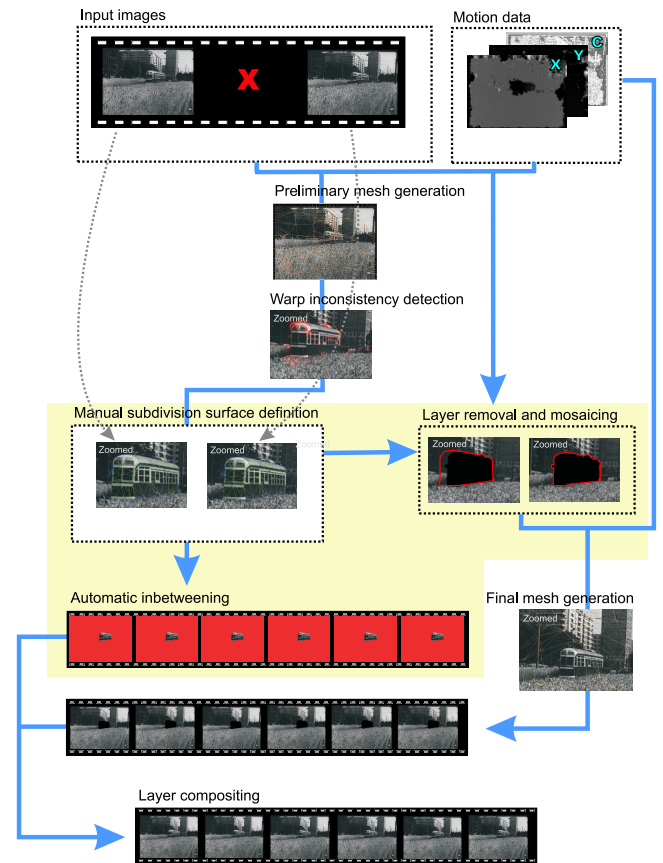 Input images
Motion data
X
X
Y
C
Preliminary mesh generation
Warp inconsistency detection
Zoomed
Manual subdivision surface definition
Layer removal and mosaicing
Zoomed
Zoomed
Zoomed
Zoomed
Zoomed
Automatic inbetweening
Final mesh generation
Zoomed
Layer compositing